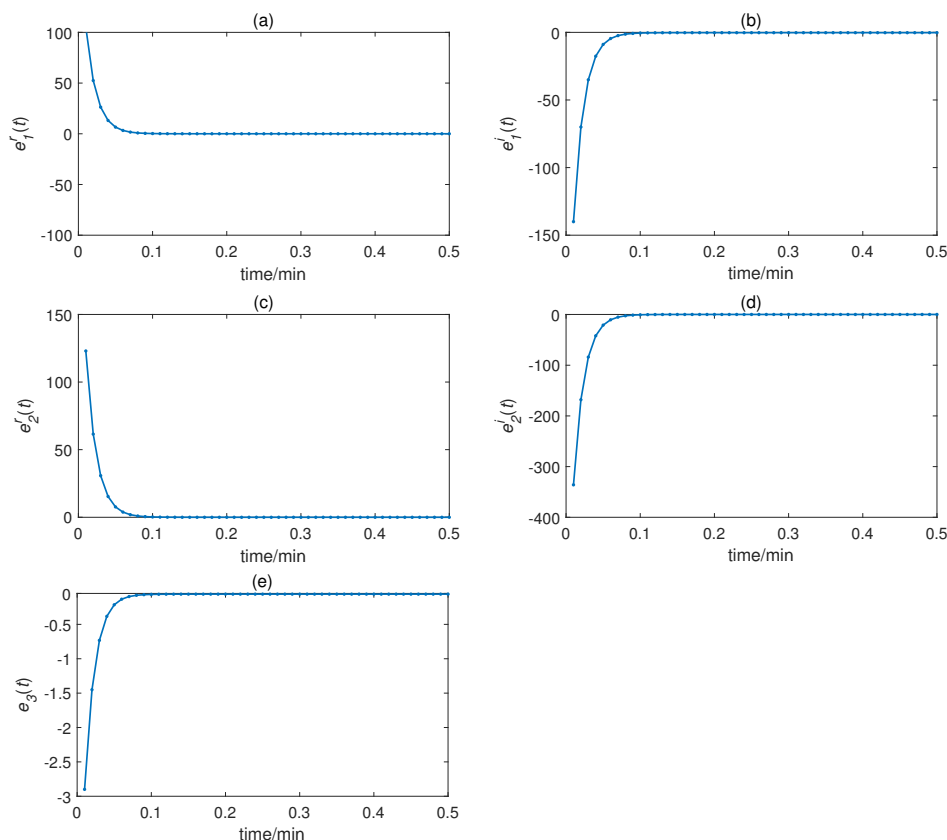 (a)
100
50
0
-50
-100
e^r_1(t)
0 0.1 0.2 0.3 0.4 0.5
time/min
(b)
0
-50
-100
-150
e^i_1(t)
0 0.1 0.2 0.3 0.4 0.5
time/min
(c)
150
100
50
0
e^r_2(t)
0 0.1 0.2 0.3 0.4 0.5
time/min
(d)
0
-100
-200
-300
-400
e^i_2(t)
0 0.1 0.2 0.3 0.4 0.5
time/min
(e)
0
-0.5
-1
-1.5
-2
-2.5
-3
e_3(t)
0 0.1 0.2 0.3 0.4 0.5
time/min